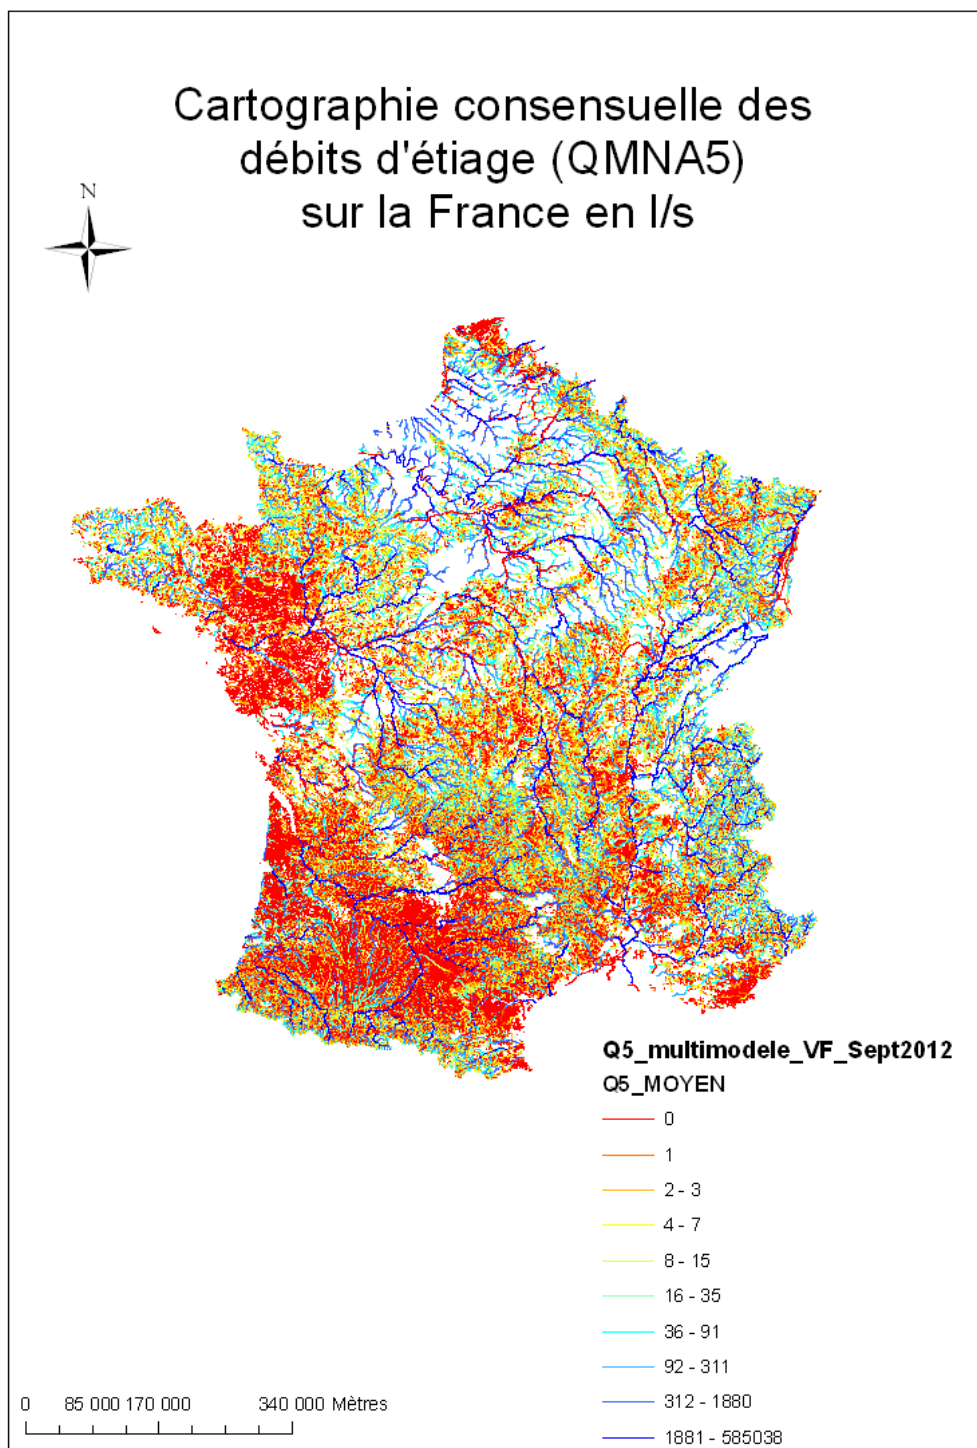 Cartographie consensuelle des
débits d'étiage (QMNA5)
sur la France en l/s
N
Q5_multimodele_VF_Sept2012
Q5_MOYEN
0
1
2 - 3
4 - 7
8 - 15
16 - 35
36 - 91
92 - 311
312 - 1880
1881 - 585038
0 85 000 170 000 340 000 Mètres